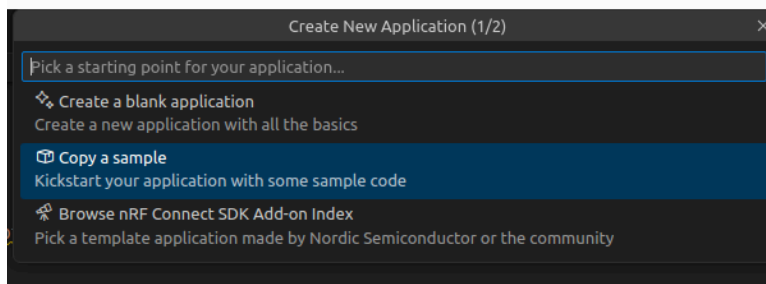 Create New Application (1/2)
Pick a starting point for your application...
Create a blank application
Create a new application with all the basics
Copy a sample
Kickstart your application with some sample code
Browse nRF Connect SDK Add-on Index
Pick a template application made by Nordic Semiconductor or the community